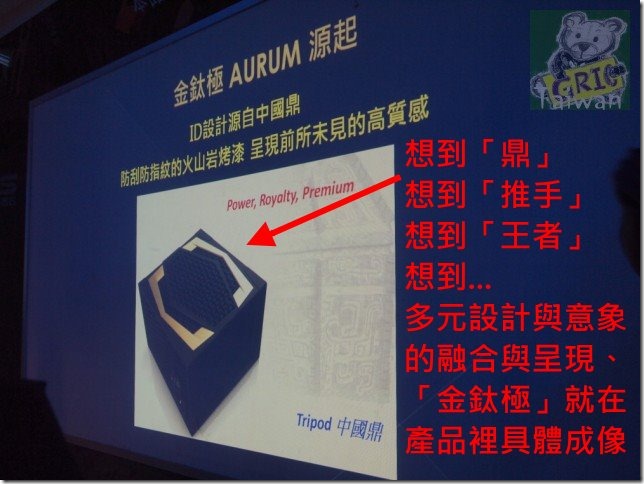 金鈦極 AURUM 源起
ID設計源自中國鼎
防刮防指紋的火山岩烤漆 呈現前所未見的高質感
Power, Royalty, Premium
Tripod 中國鼎
ERIC
Taiwan
想到「鼎」
想到「推手」
想到「王者」
想到...
多元設計與意象
的融合與呈現、
「金鈦極」就在
產品裡具體成像